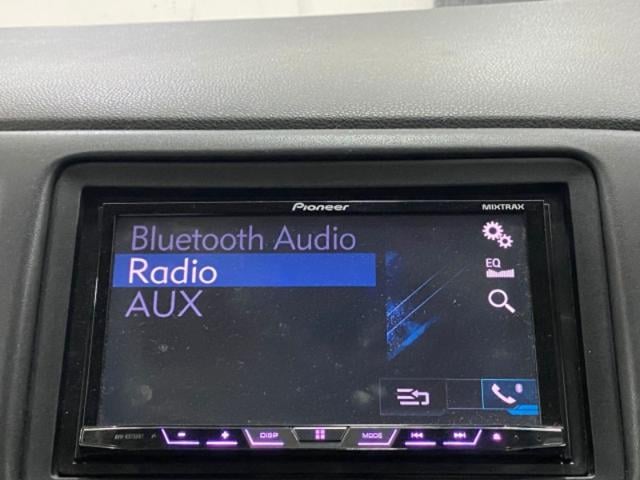 Pioneer MIXTRAX
Bluetooth Audio
Radio
EQ
AUX
DISP MODE